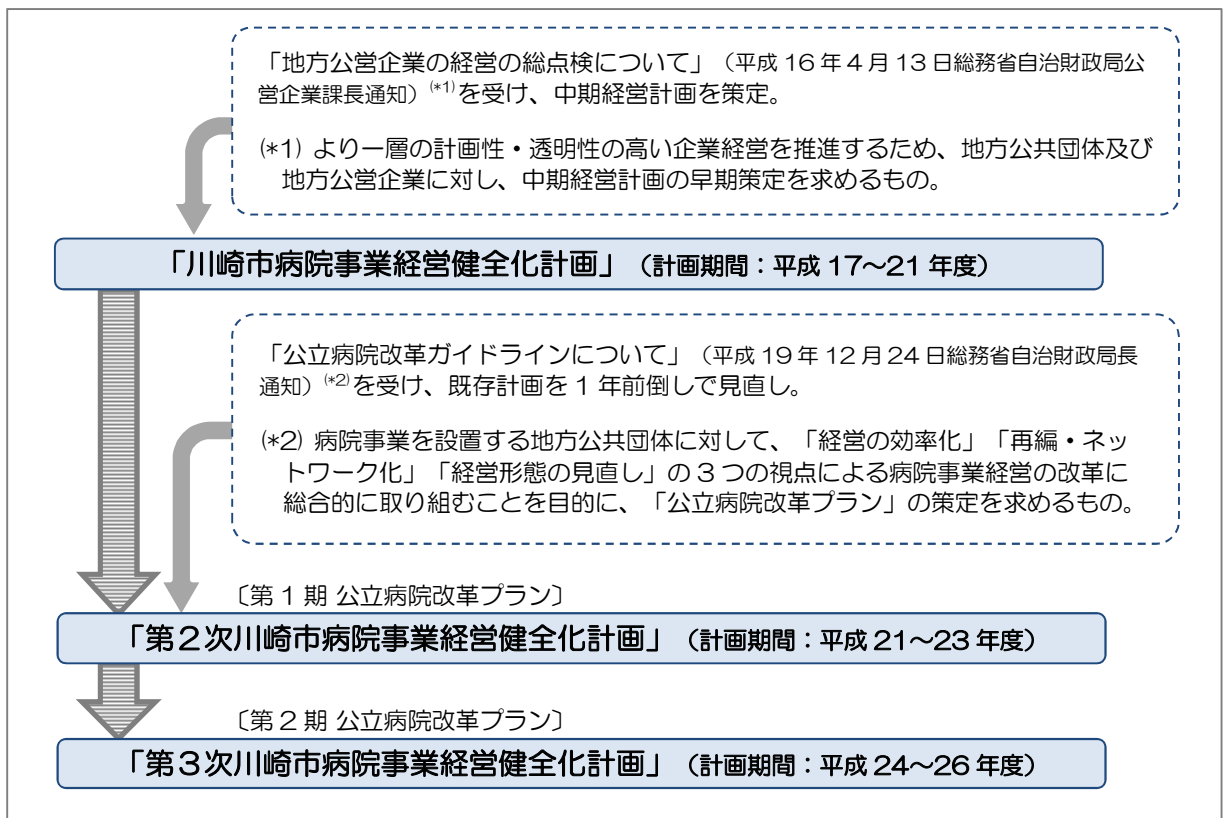 「地方公営企業の経営の総点検について」（平成 16 年 4 月 13 日総務省自治財政局公
営企業課長通知）(*1)を受け、中期経営計画を策定。
(*1) より一層の計画性・透明性の高い企業経営を推進するため、地方公共団体及び
地方公営企業に対し、中期経営計画の早期策定を求めるもの。
「川崎市病院事業経営健全化計画」（計画期間：平成 17～21 年度）
「公立病院改革ガイドラインについて」（平成 19 年 12 月 24 日総務省自治財政局長
通知）(*2)を受け、既存計画を 1 年前倒しで見直し。
(*2) 病院事業を設置する地方公共団体に対して、「経営の効率化」「再編・ネッ
トワーク化」「経営形態の見直し」の 3 つの視点による病院事業経営の改革に
総合的に取り組むことを目的に、「公立病院改革プラン」の策定を求めるもの。
〔第 1 期 公立病院改革プラン〕
「第２次川崎市病院事業経営健全化計画」（計画期間：平成 21～23 年度）
〔第 2 期 公立病院改革プラン〕
「第３次川崎市病院事業経営健全化計画」（計画期間：平成 24～26 年度）